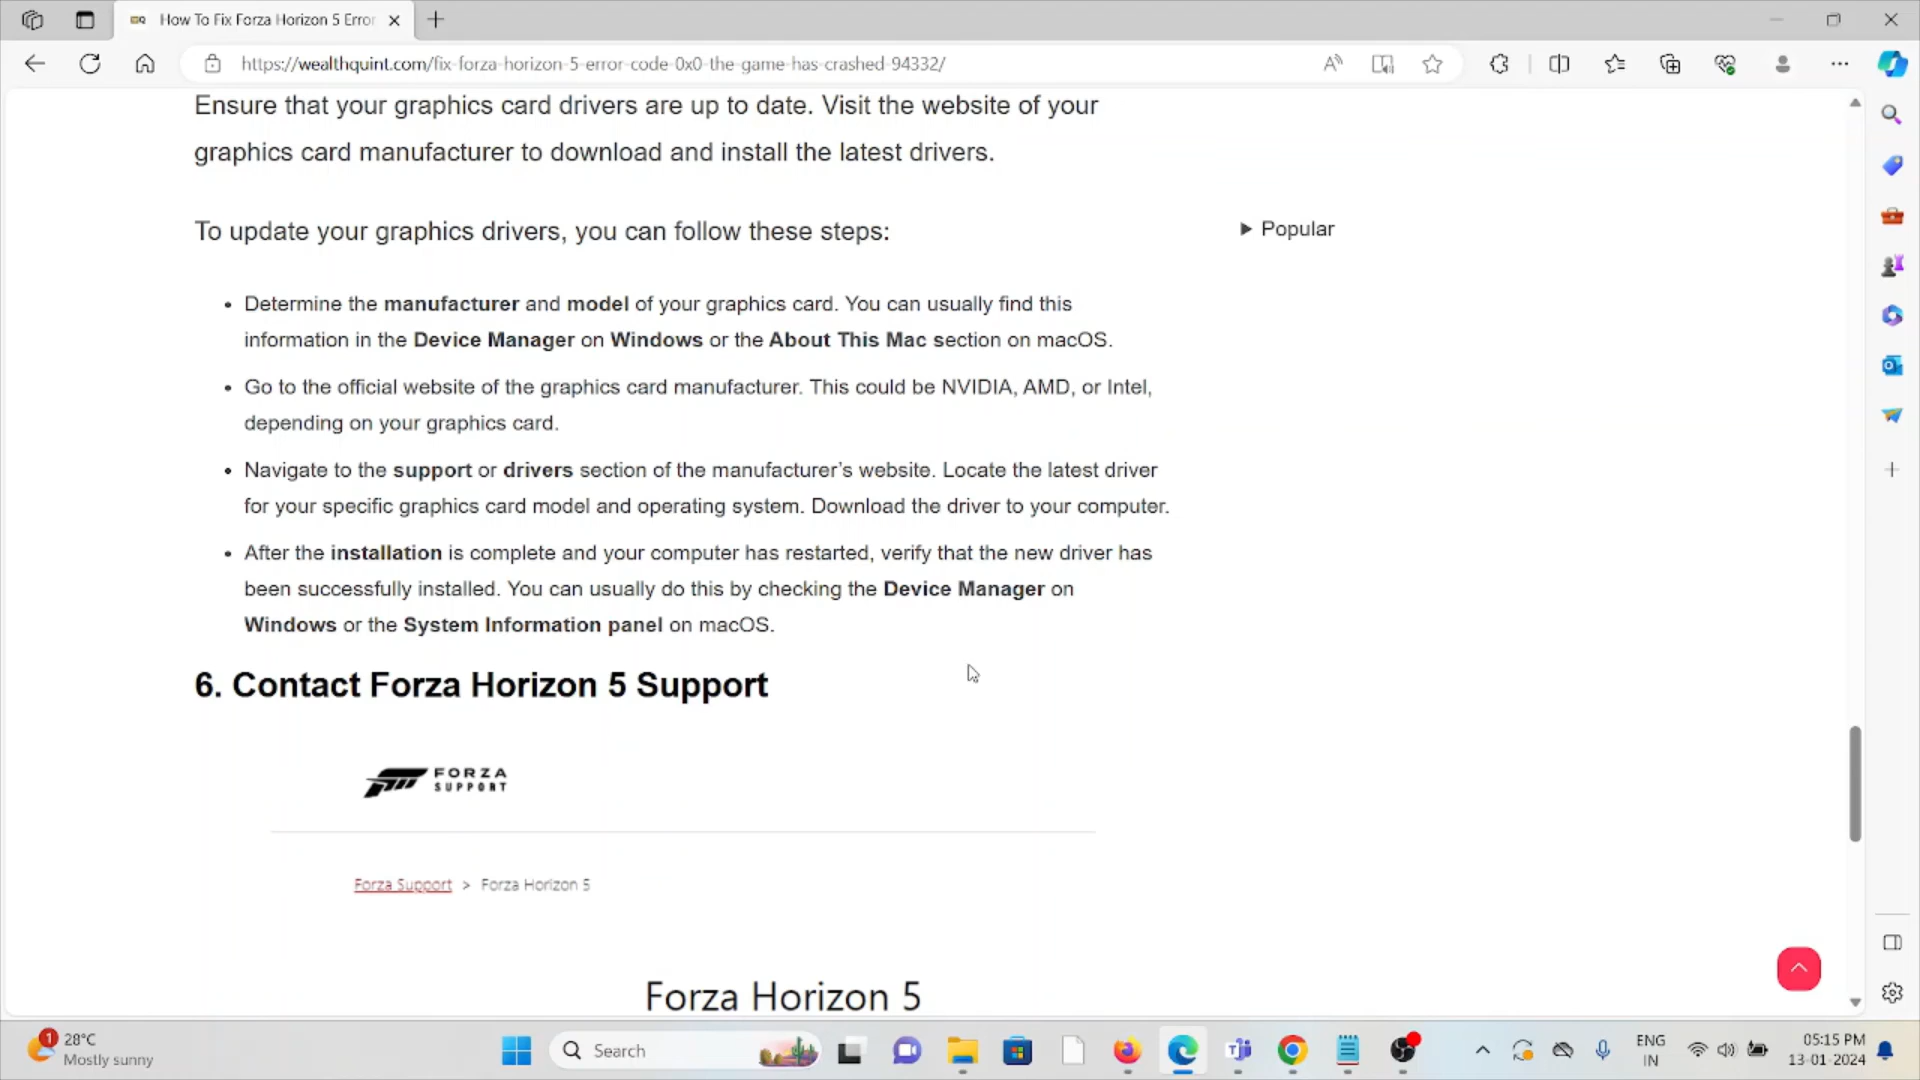 How To Fix Forza Horizon 5 Error
https://wealthquint.com/fix-forza-horizon-5-error-code-0x0-the-game-has-crashed-94332/
Ensure that your graphics card drivers are up to date. Visit the website of your
graphics card manufacturer to download and install the latest drivers.
To update your graphics drivers, you can follow these steps:
Popular
• Determine the manufacturer and model of your graphics card. You can usually find this
information in the Device Manager on Windows or the About This Mac section on macOS.
• Go to the official website of the graphics card manufacturer. This could be NVIDIA, AMD, or Intel,
depending on your graphics card.
• Navigate to the support or drivers section of the manufacturer’s website. Locate the latest driver
for your specific graphics card model and operating system. Download the driver to your computer.
• After the installation is complete and your computer has restarted, verify that the new driver has
been successfully installed. You can usually do this by checking the Device Manager on
Windows or the System Information panel on macOS.
6. Contact Forza Horizon 5 Support
FORZA
SUPPORT
Forza Support > Forza Horizon 5
Forza Horizon 5
1
28°C
Mostly sunny
Search
ENG
IN
05:15 PM
13-01-2024